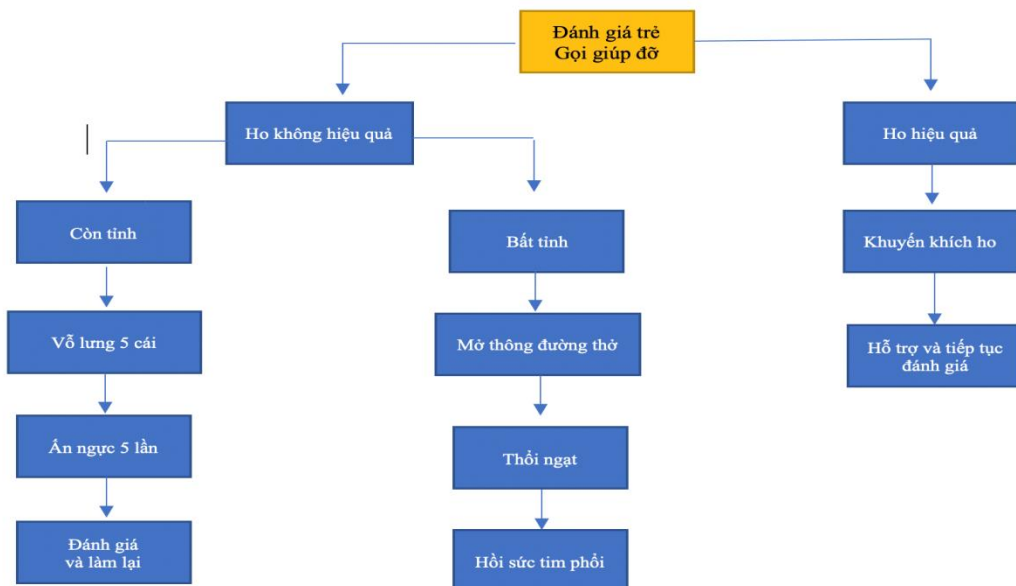 Đánh giá trẻ
Gọi giúp đỡ
Ho không hiệu quả
Ho hiệu quả
Còn tỉnh
Bất tỉnh
Khuyến khích ho
Vỗ lưng 5 cái
Mở thông đường thở
Hỗ trợ và tiếp tục
đánh giá
Ấn ngực 5 lần
Thổi ngạt
Đánh giá
và làm lại
Hồi sức tim phổi